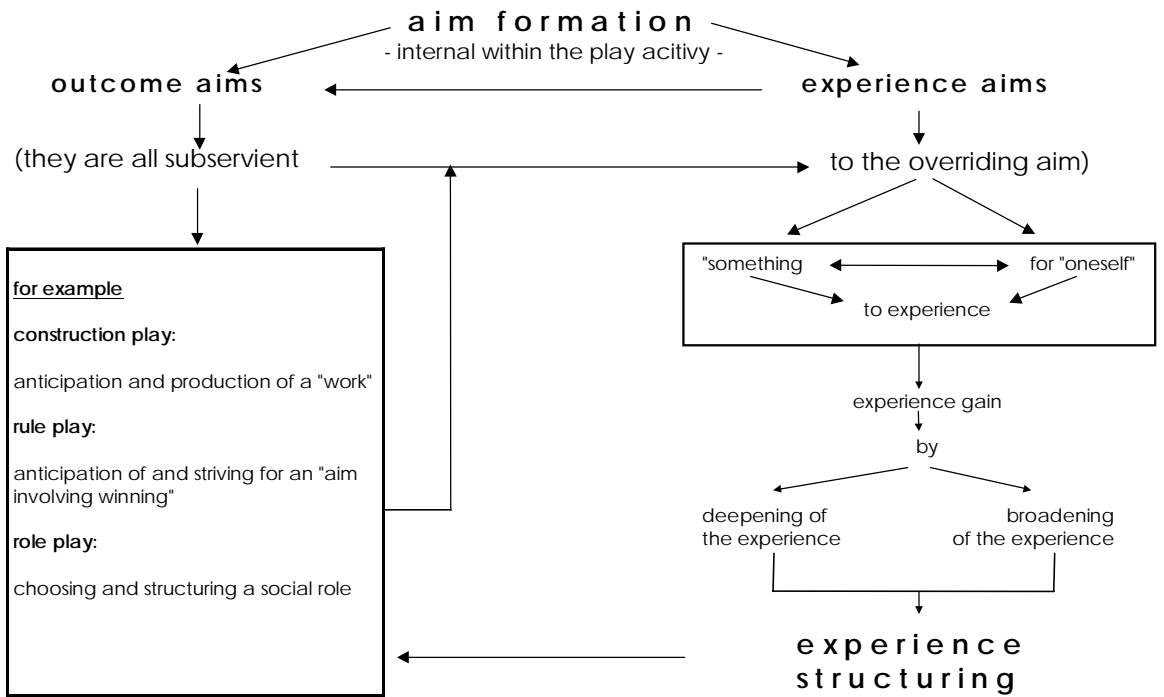 aim formation
- internal within the play acitivy -
outcome aims
experience aims
(they are all subservient
to the overriding aim)
for example
construction play:
anticipation and production of a "work"
rule play:
anticipation of and striving for an "aim
involving winning"
role play:
choosing and structuring a social role
"something
for "oneself"
to experience
experience gain
by
deepening of
the experience
broadening
of the experience
experience
structuring